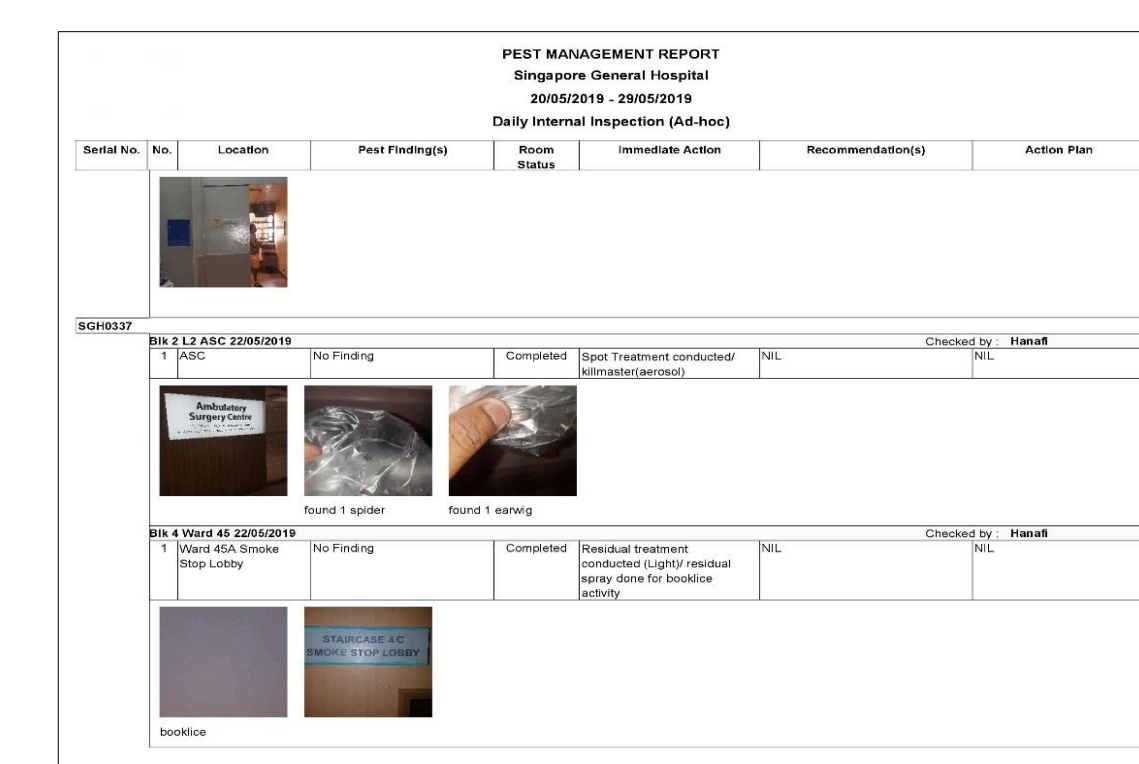 PEST MANAGEMENT REPORT
Singapore General Hospital
20/05/2019 - 29/05/2019
Daily Internal Inspection (Ad-hoc)
Serial No. No. Location Pest Finding(s) Room Status Immediate Action Recommendation(s) Action Plan
SGH0337
Blk 2 L2 ASC 22/05/2019 Checked by : Hanafi
1 ASC No Finding Completed Spot Treatment conducted/ NIL NIL
killmaster(aerosol)
Ambulatory
Surgery Centre
found 1 spider found 1 earwig
Blk 4 Ward 45 22/05/2019 Checked by : Hanafi
1 Ward 45A Smoke No Finding Completed Residual treatment NIL NIL
Stop Lobby conducted (Light)/ residual
spray done for booklice
activity
STAIRCASE 4 C
SMOKE STOP LOBBY
booklice